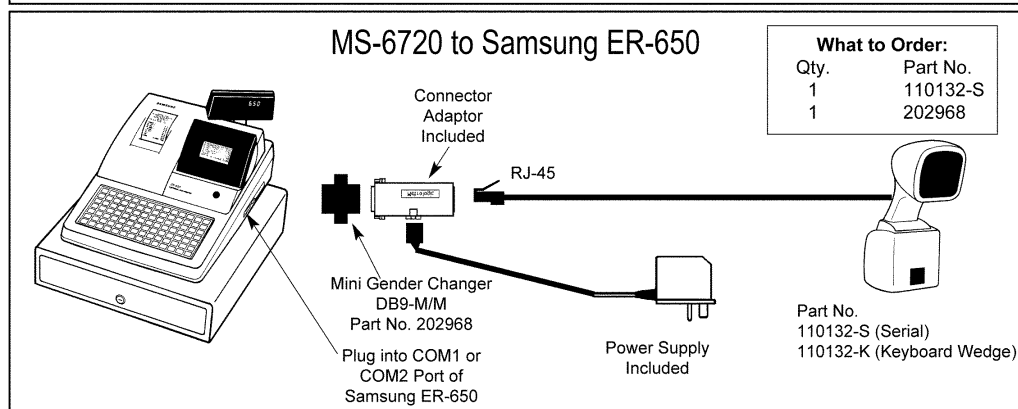 MS-6720 to Samsung ER-650
What to Order:
Qty. Part No.
1 110132-S
1 202968
650
SAMSUNG
Connector
Adaptor
Included
RJ-45
Mini Gender Changer
DB9-M/M
Part No. 202968
Plug into COM1 or
COM2 Port of
Samsung ER-650
Power Supply
Included
Part No.
110132-S (Serial)
110132-K (Keyboard Wedge)